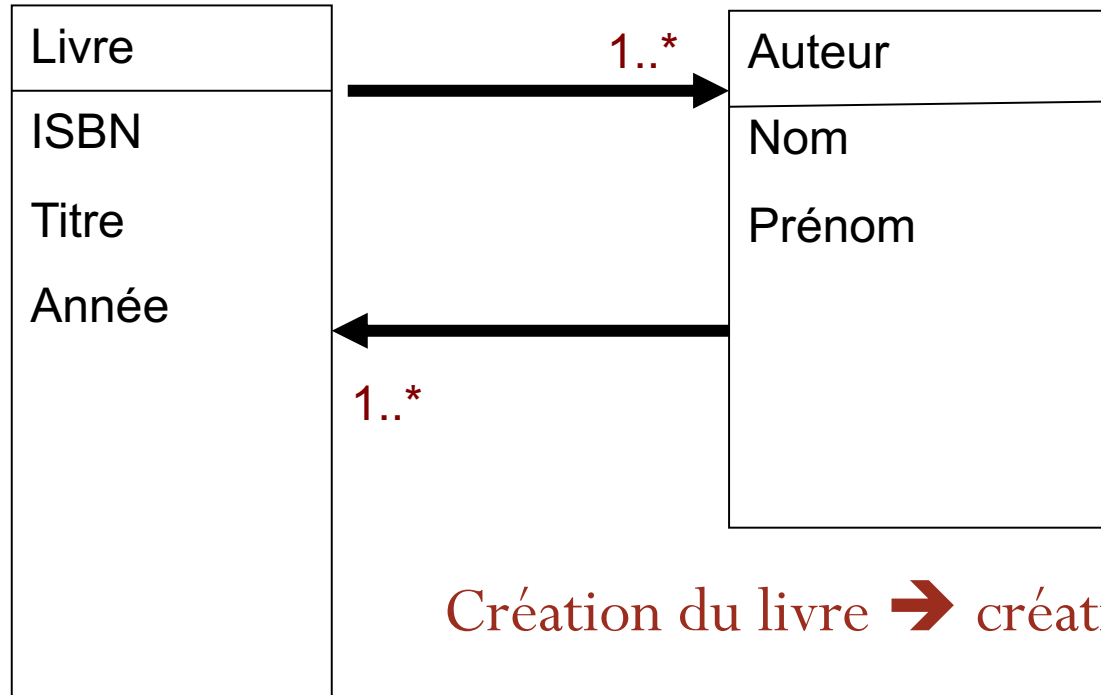 Livre
ISBN
Titre
Année
1..*
1..*
Auteur
Nom
Prénom
Création du livre ➔